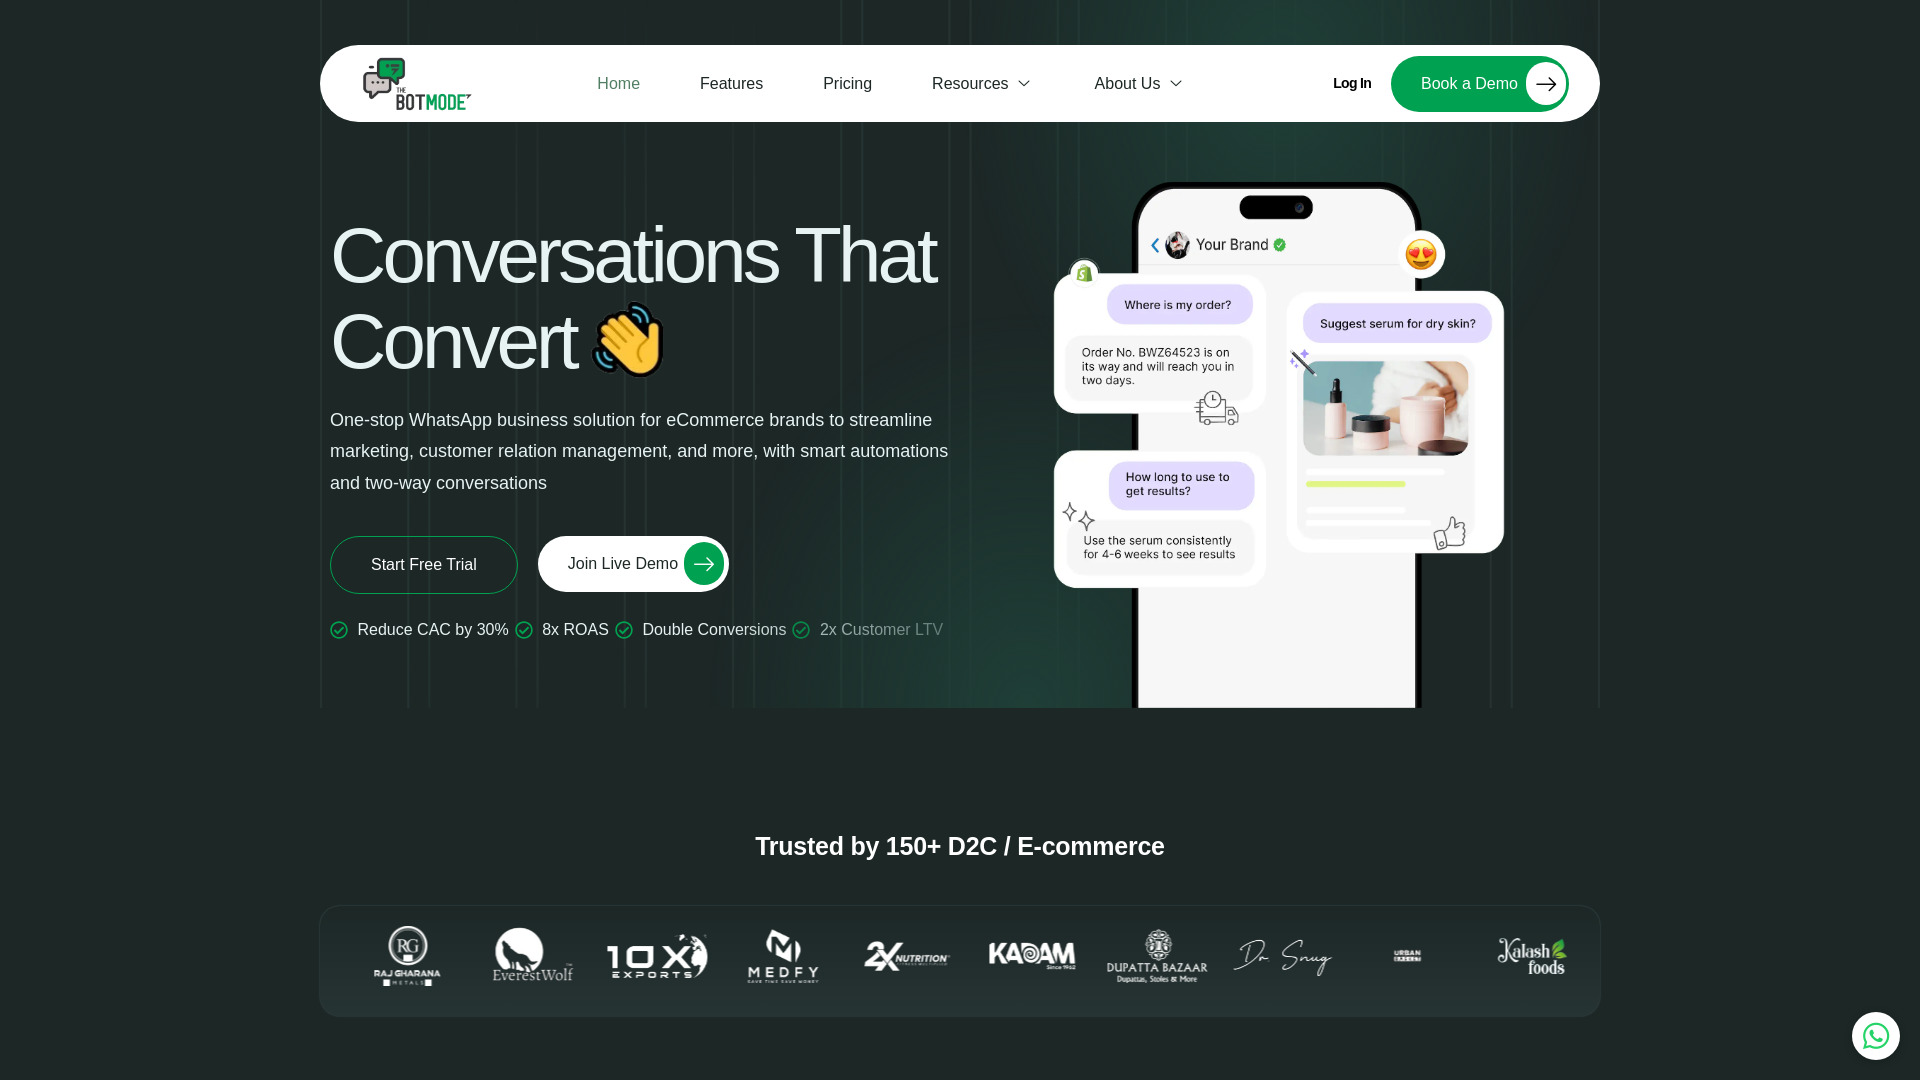 THE
BOTMODE
Home
Features
Pricing
Resources
About Us
Log In
Book a Demo
Conversations That
Convert
One-stop WhatsApp business solution for eCommerce brands to streamline
marketing, customer relation management, and more, with smart automations
and two-way conversations
Start Free Trial
Join Live Demo
Reduce CAC by 30%
8x ROAS
Double Conversions
2x Customer LTV
Your Brand
Where is my order?
Order No. BWZ64523 is on
its way and will reach you in
two days.
How long to use to
get results?
Use the serum consistently
for 4-6 weeks to see results
Suggest serum for dry skin?
Trusted by 150+ D2C / E-commerce
RG
RAJ GHARANA
METALS
EverestWolf
10X
EXPORTS
MEDFY
SAVE TIME SAVE MONEY
2X NUTRITION
KADAM
Since 1962
DUPATTA BAZAAR
Dupattas, Stoles & More
Dr. Snug
URBAN
BASKET
Kalash
foods